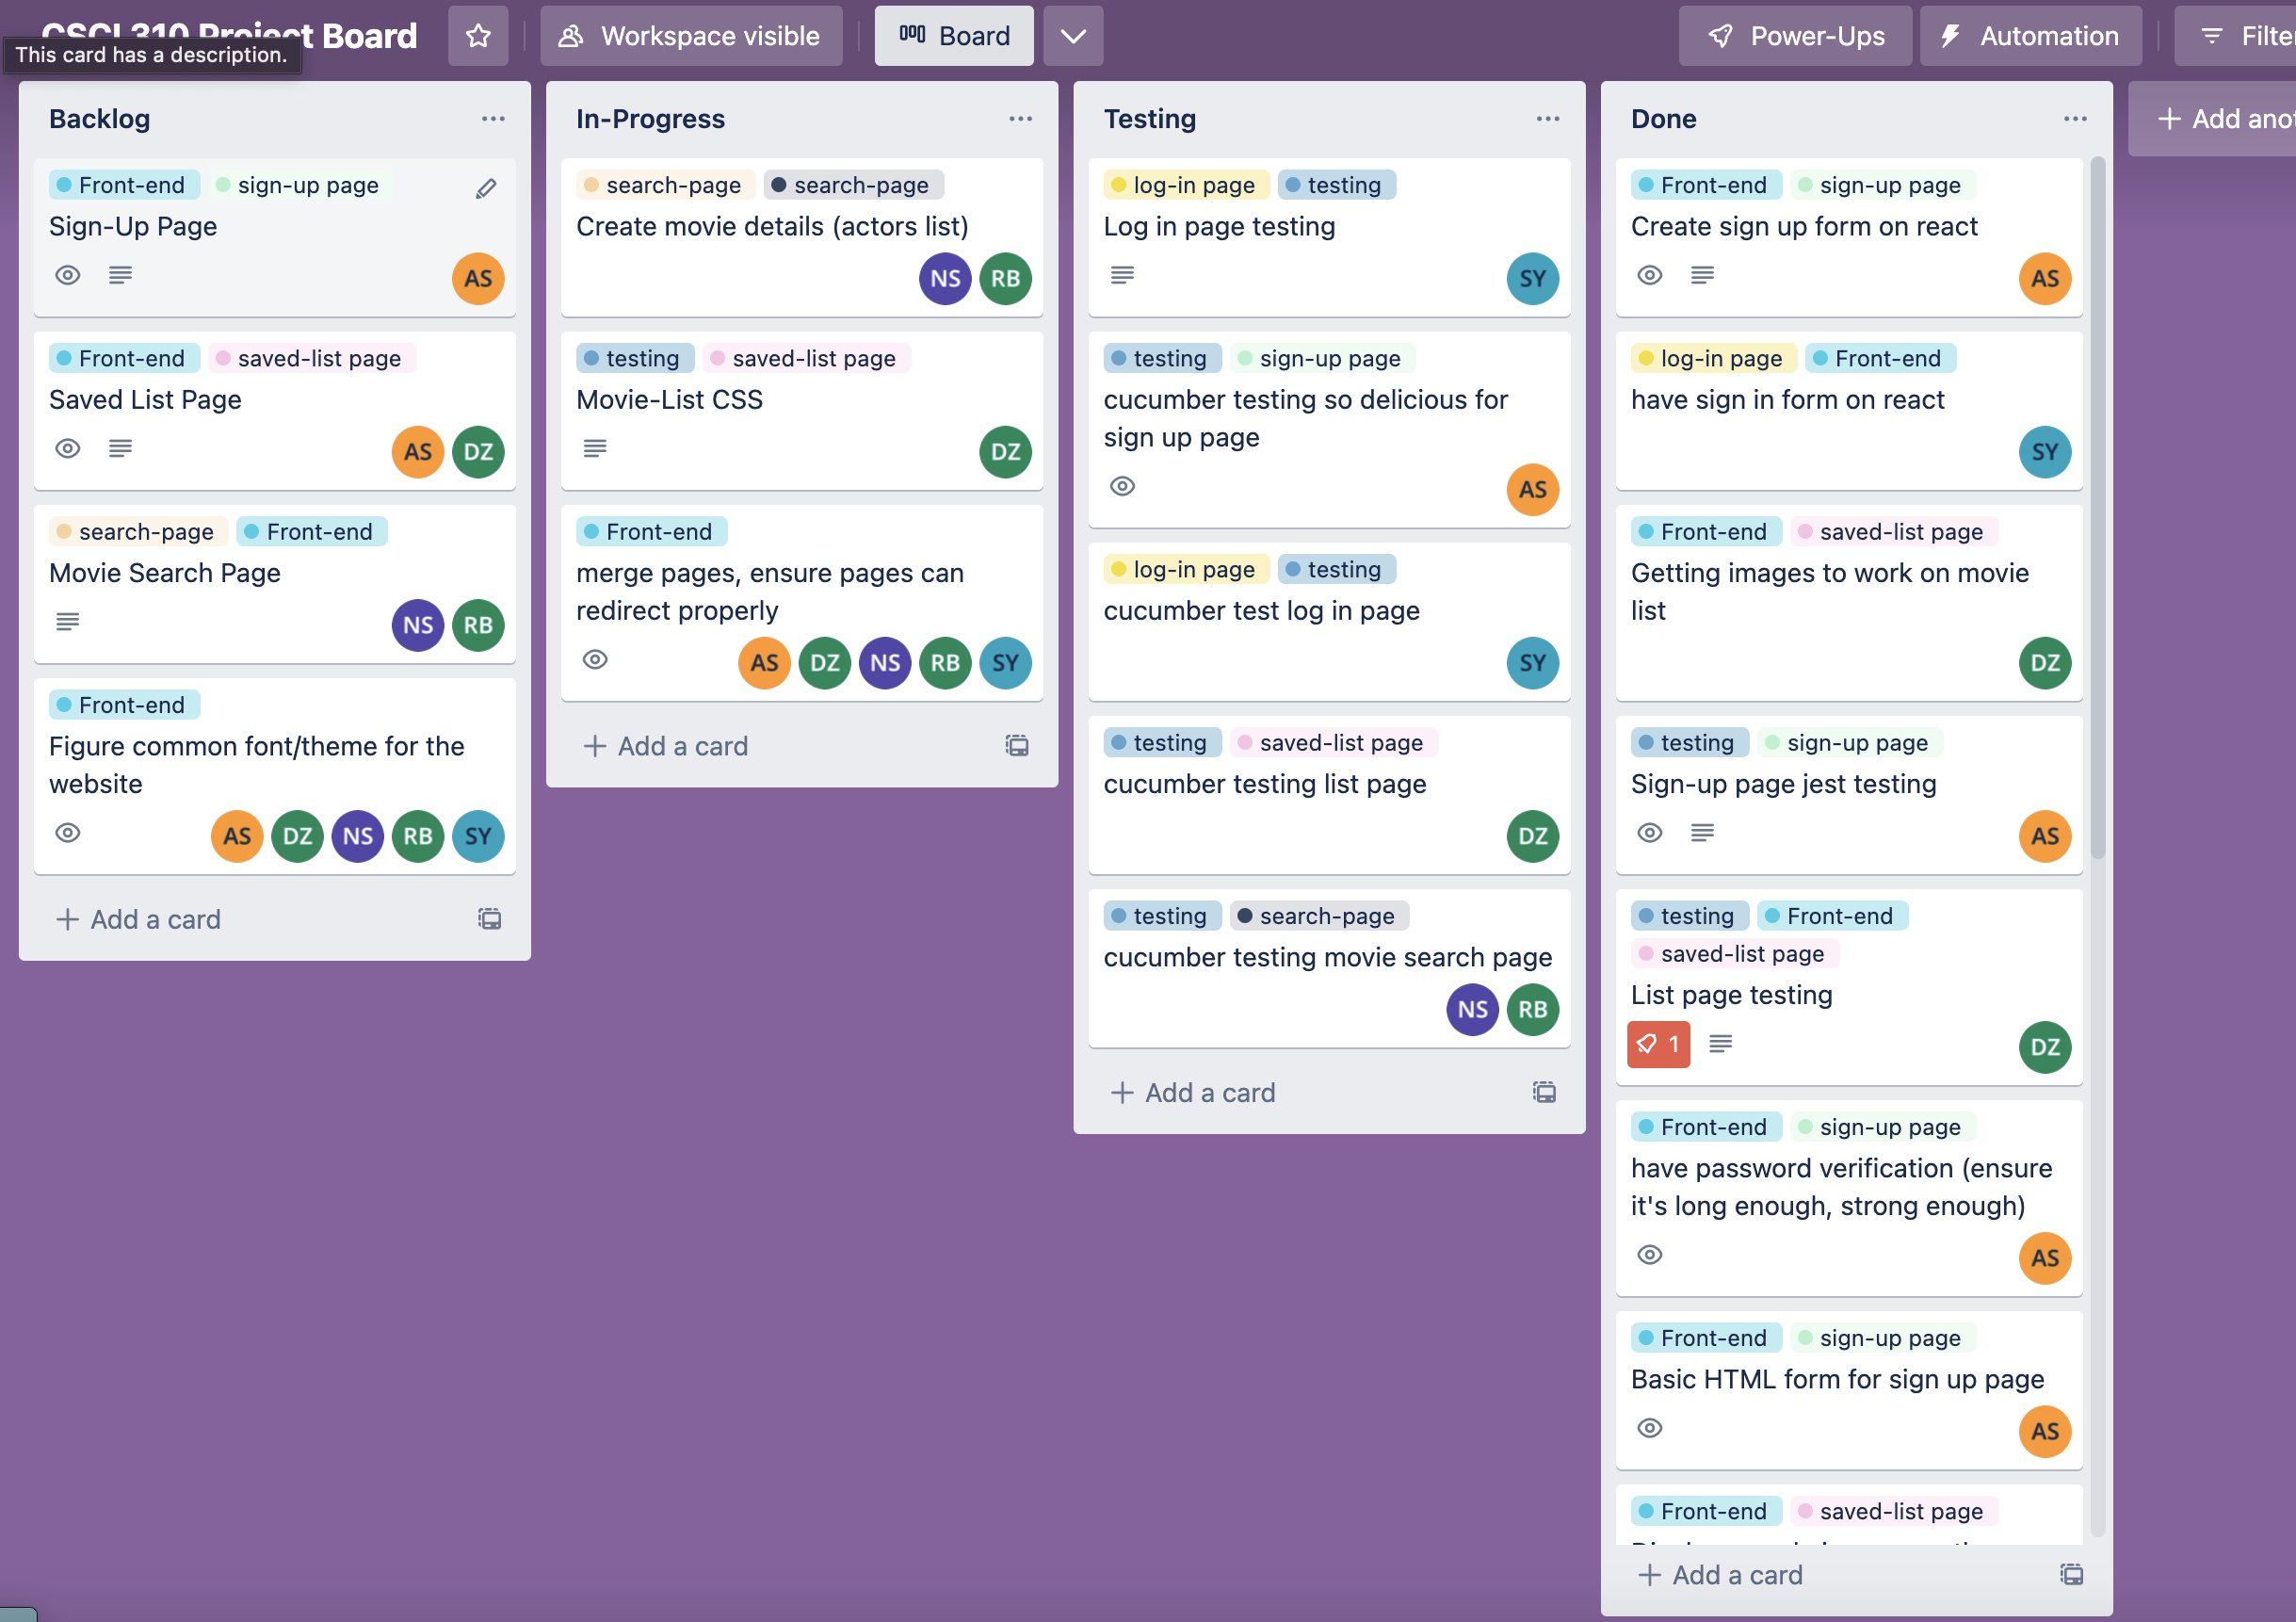 CSCI 310 Project Board
This card has a description.
Workspace visible
Board
Power-Ups
Automation
Backlog
Front-end sign-up page
Sign-Up Page
AS
Front-end saved-list page
Saved List Page
AS DZ
search-page Front-end
Movie Search Page
NS RB
Front-end
Figure common font/theme for the
website
AS DZ NS RB SY
+ Add a card
In-Progress
search-page search-page
Create movie details (actors list)
NS RB
testing saved-list page
Movie-List CSS
DZ
Front-end
merge pages, ensure pages can
redirect properly
AS DZ NS RB SY
+ Add a card
Testing
log-in page testing
Log in page testing
SY
testing sign-up page
cucumber testing so delicious for
sign up page
AS
log-in page testing
cucumber test log in page
SY
testing saved-list page
cucumber testing list page
DZ
testing search-page
cucumber testing movie search page
NS RB
+ Add a card
Done
Front-end sign-up page
Create sign up form on react
AS
log-in page Front-end
have sign in form on react
SY
Front-end saved-list page
Getting images to work on movie
list
DZ
testing sign-up page
Sign-up page jest testing
AS
testing Front-end
saved-list page
List page testing
1
DZ
Front-end sign-up page
have password verification (ensure
it's long enough, strong enough)
AS
Front-end sign-up page
Basic HTML form for sign up page
AS
Front-end saved-list page
+ Add a card
+ Add